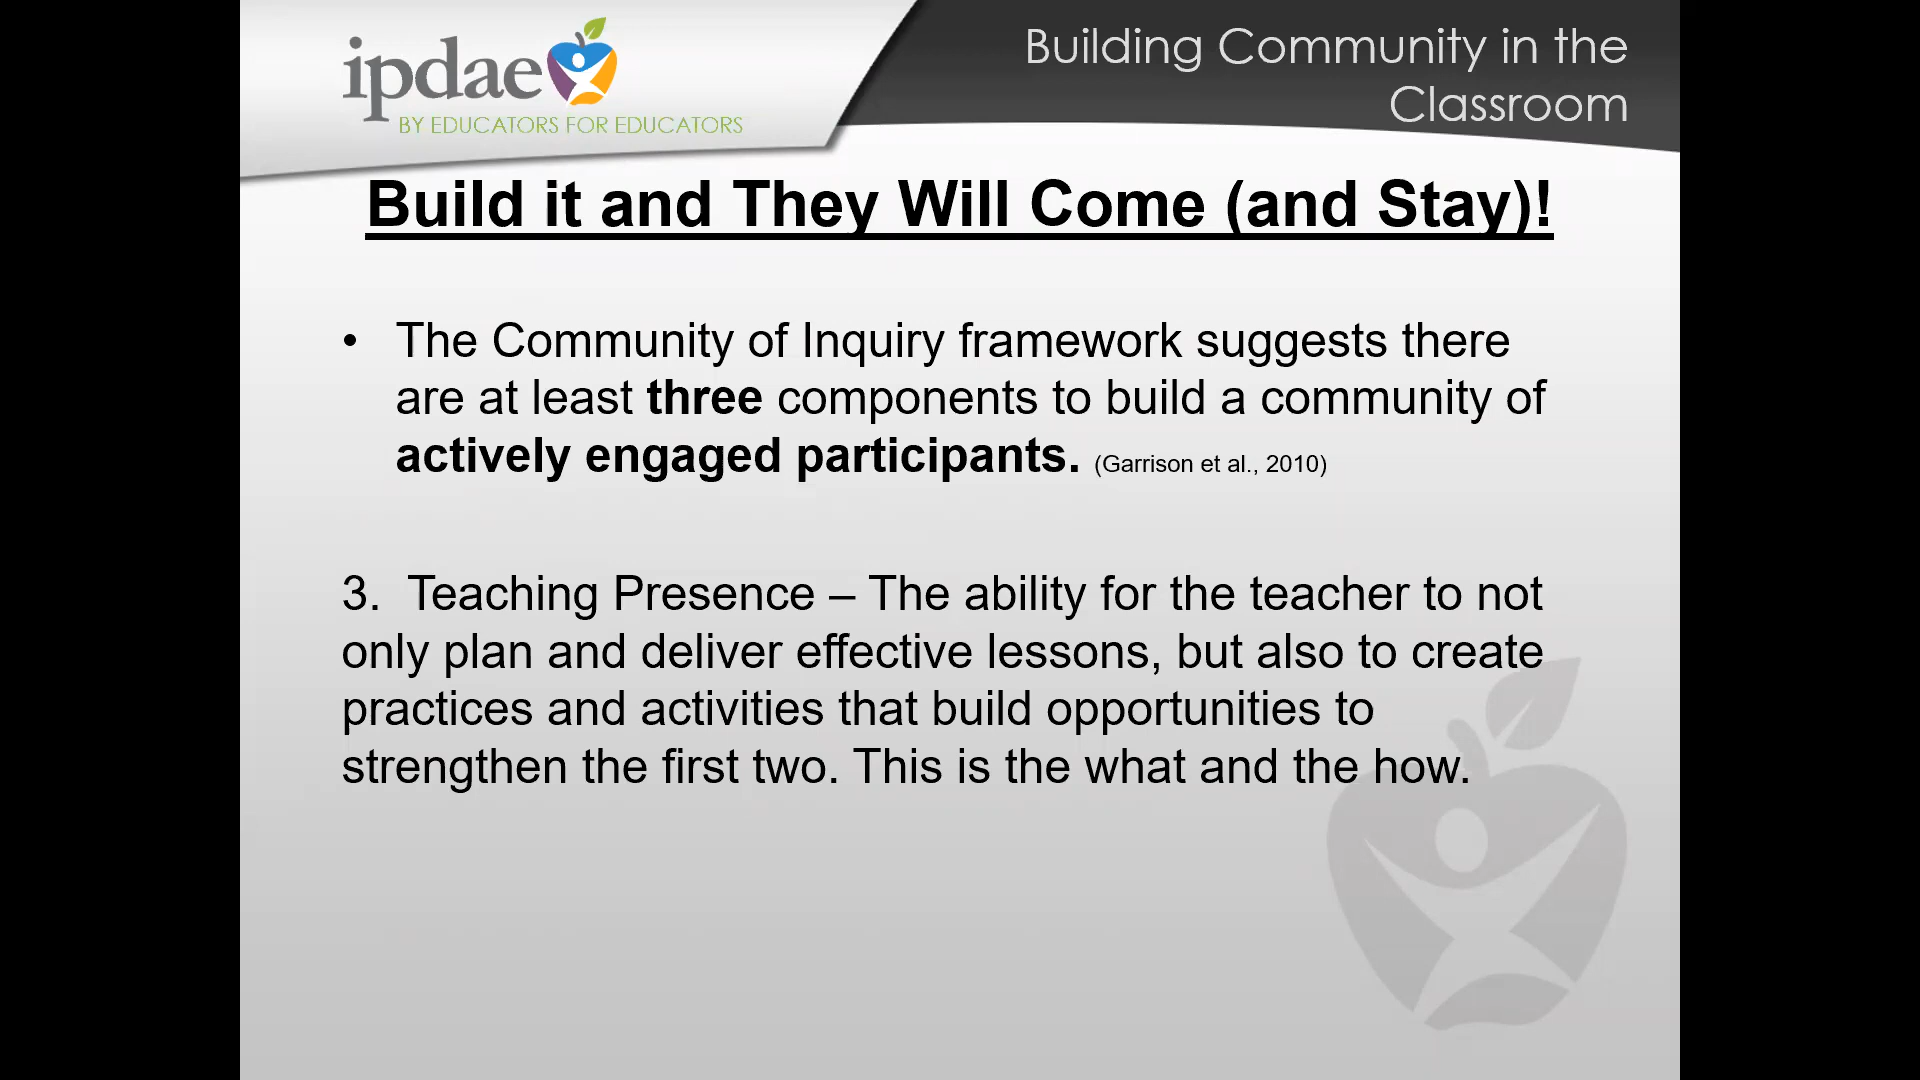 ipdae
BY EDUCATORS FOR EDUCATORS
Building Community in the
Classroom
Build it and They Will Come (and Stay)!
• The Community of Inquiry framework suggests there
are at least three components to build a community of
actively engaged participants. (Garrison et al., 2010)
3. Teaching Presence – The ability for the teacher to not
only plan and deliver effective lessons, but also to create
practices and activities that build opportunities to
strengthen the first two. This is the what and the how.